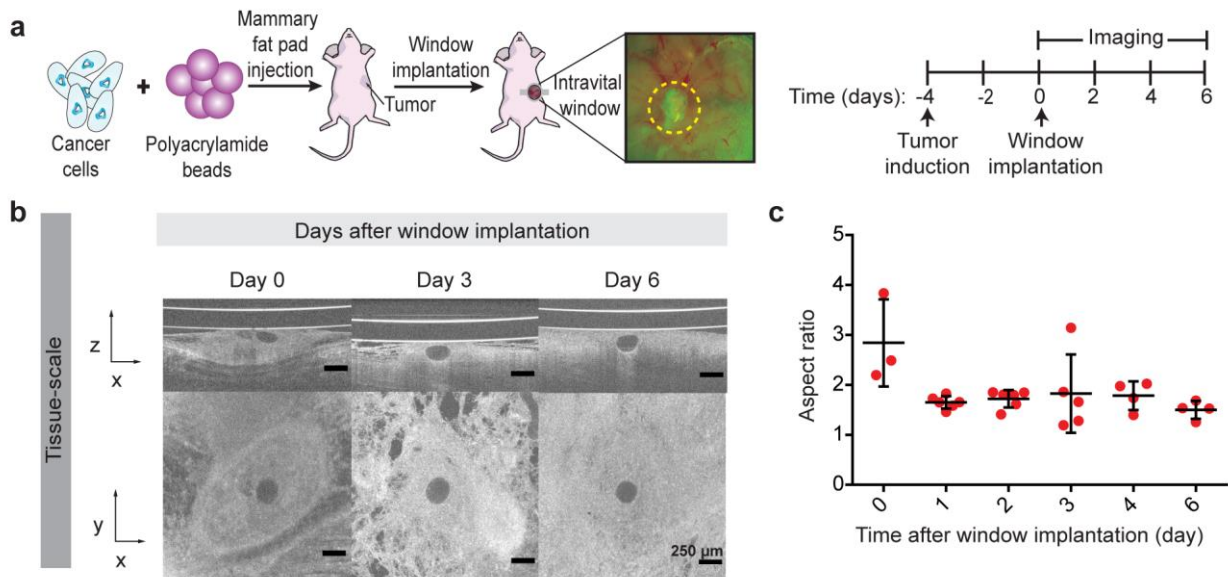 a
Cancer
cells
+
Polyacrylamide
beads
Mammary
fat pad
injection
Tumor
Window
implantation
Intravital
window
Imaging
Time (days): -4 -2 0 2 4 6
Tumor
induction
Window
implantation
b
Tissue-scale
Days after window implantation
Day 0 Day 3 Day 6
z
x
y
x
250 µm
c
Aspect ratio
5
4
3
2
1
0
0 1 2 3 4 6
Time after window implantation (day)